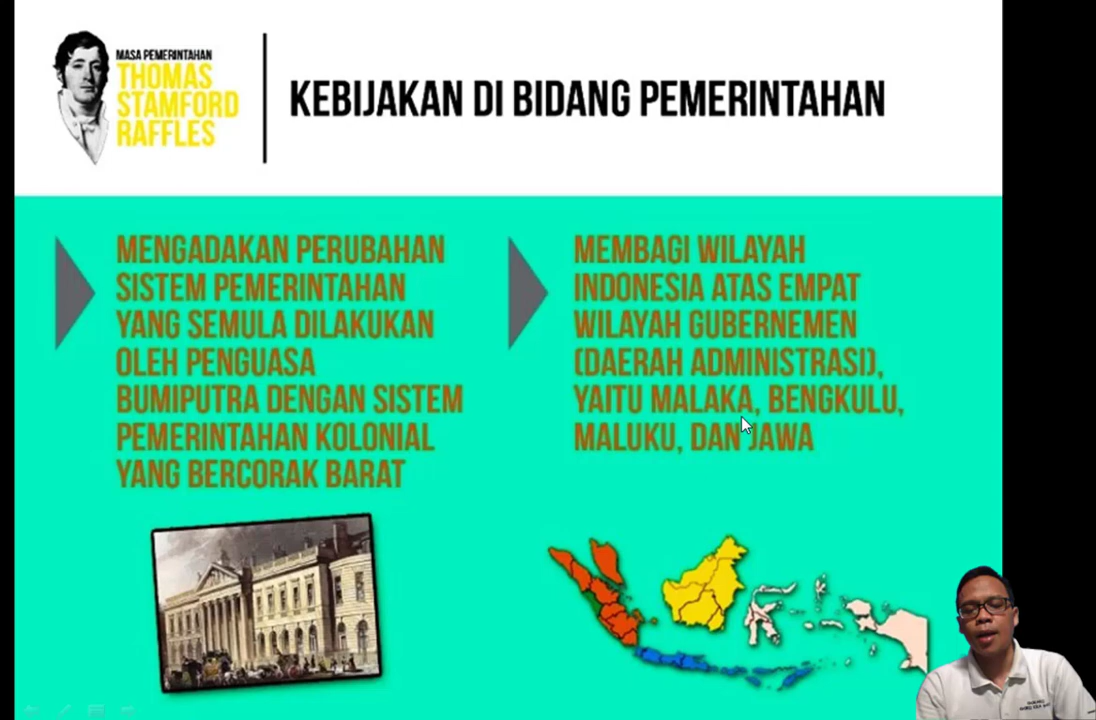 MASA PEMERINTAHAN
THOMAS
STAMFORD
RAFFLES
KEBIJAKAN DI BIDANG PEMERINTAHAN
MENGADAKAN PERUBAHAN
SISTEM PEMERINTAHAN
YANG SEMULA DILAKUKAN
OLEH PENGUASA
BUMIPUTRA DENGAN SISTEM
PEMERINTAHAN KOLONIAL
YANG BERCORAK BARAT
MEMBAGI WILAYAH
INDONESIA ATAS EMPAT
WILAYAH GUBERNEMEN
(DAERAH ADMINISTRASI),
YAITU MALAKA, BENGKULU,
MALUKU, DAN JAWA